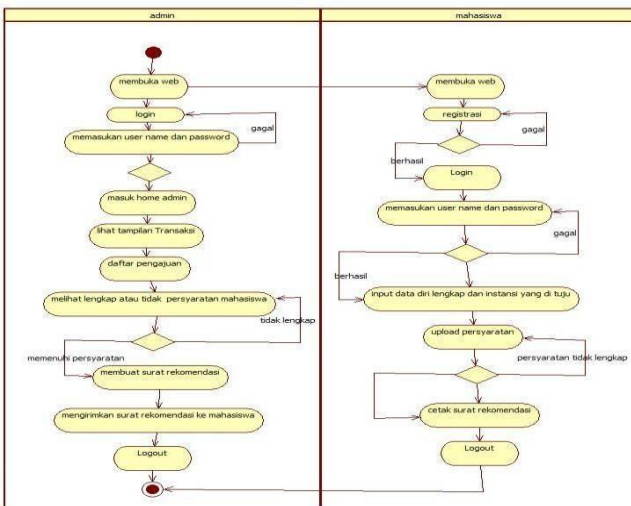 admin
membuka web
login
gagal
memasukan user name dan password
masuk home admin
lihat tampilan Transaksi
daftar pengajuan
melihat lengkap atau tidak persyaratan mahasiswa
tidak lengkap
memenuhi persyaratan
membuat surat rekomendasi
mengirimkan surat rekomendasi ke mahasiswa
Logout
mahasiswa
membuka web
registrasi
gagal
berhasil
Login
memasukan user name dan password
gagal
berhasil
input data diri lengkap dan instansi yang di tuju
upload persyaratan
persyaratan tidak lengkap
cetak surat rekomendasi
Logout